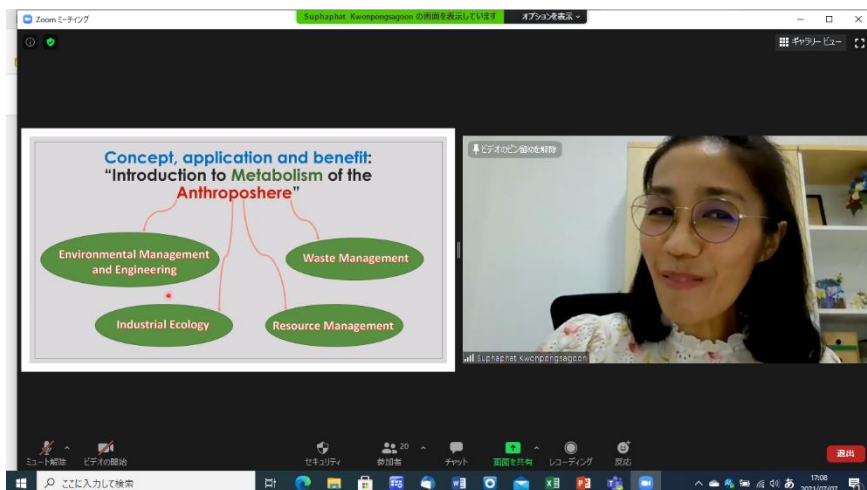 Zoom ミーティング
Suphaphat Kwonpongsagoon の画面を表示しています
オプションを表示
ギャラリー ビュー
Concept, application and benefit:
“Introduction to Metabolism of the
Anthroposhere”
Environmental Management
and Engineering
Waste Management
Industrial Ecology
Resource Management
ビデオのピン留めを解除
Suphaphat Kwonpongsagoon
ミュート解除
ビデオの開始
セキュリティ
参加者
20
チャット
画面を共有
レコーディング
反応
退出
ここに入力して検索
あ
17:08
2021/07/07